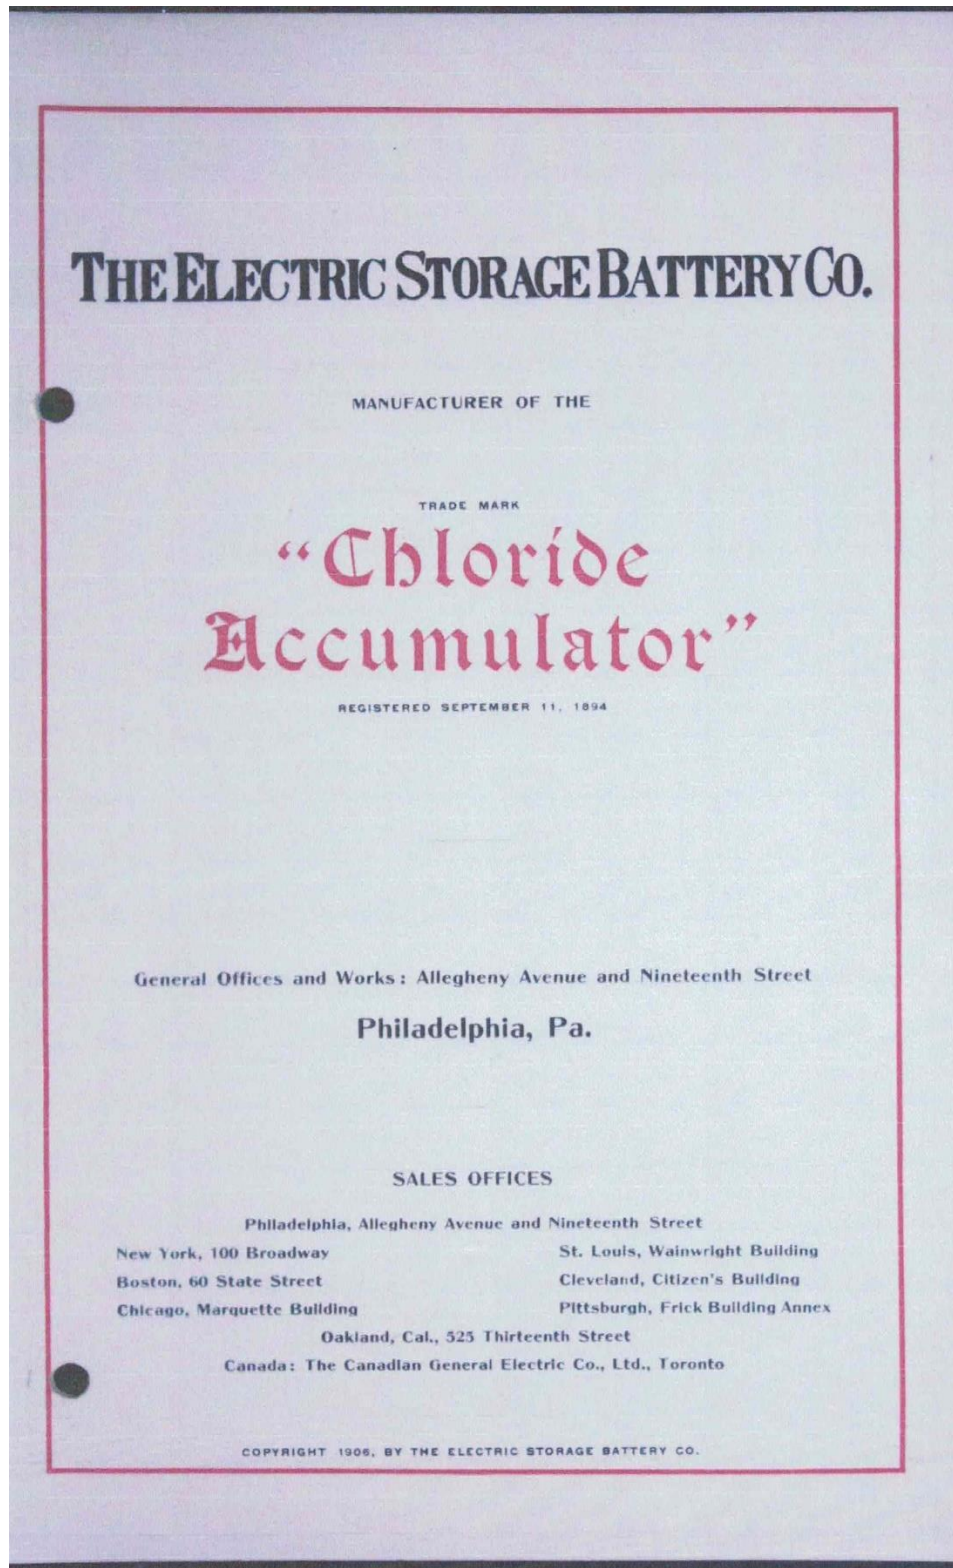 THE ELECTRIC STORAGE BATTERY CO.
MANUFACTURER OF THE
TRADE MARK
"Chloride
Accumulator"
REGISTERED SEPTEMBER 11, 1894
General Offices and Works: Allegheny Avenue and Nineteenth Street
Philadelphia, Pa.
SALES OFFICES
Philadelphia, Allegheny Avenue and Nineteenth Street
New York, 100 Broadway
St. Louis, Wainwright Building
Boston, 60 State Street
Cleveland, Citizen's Building
Chicago, Marquette Building
Pittsburgh, Frick Building Annex
Oakland, Cal., 525 Thirteenth Street
Canada: The Canadian General Electric Co., Ltd., Toronto
COPYRIGHT 1906, BY THE ELECTRIC STORAGE BATTERY CO.